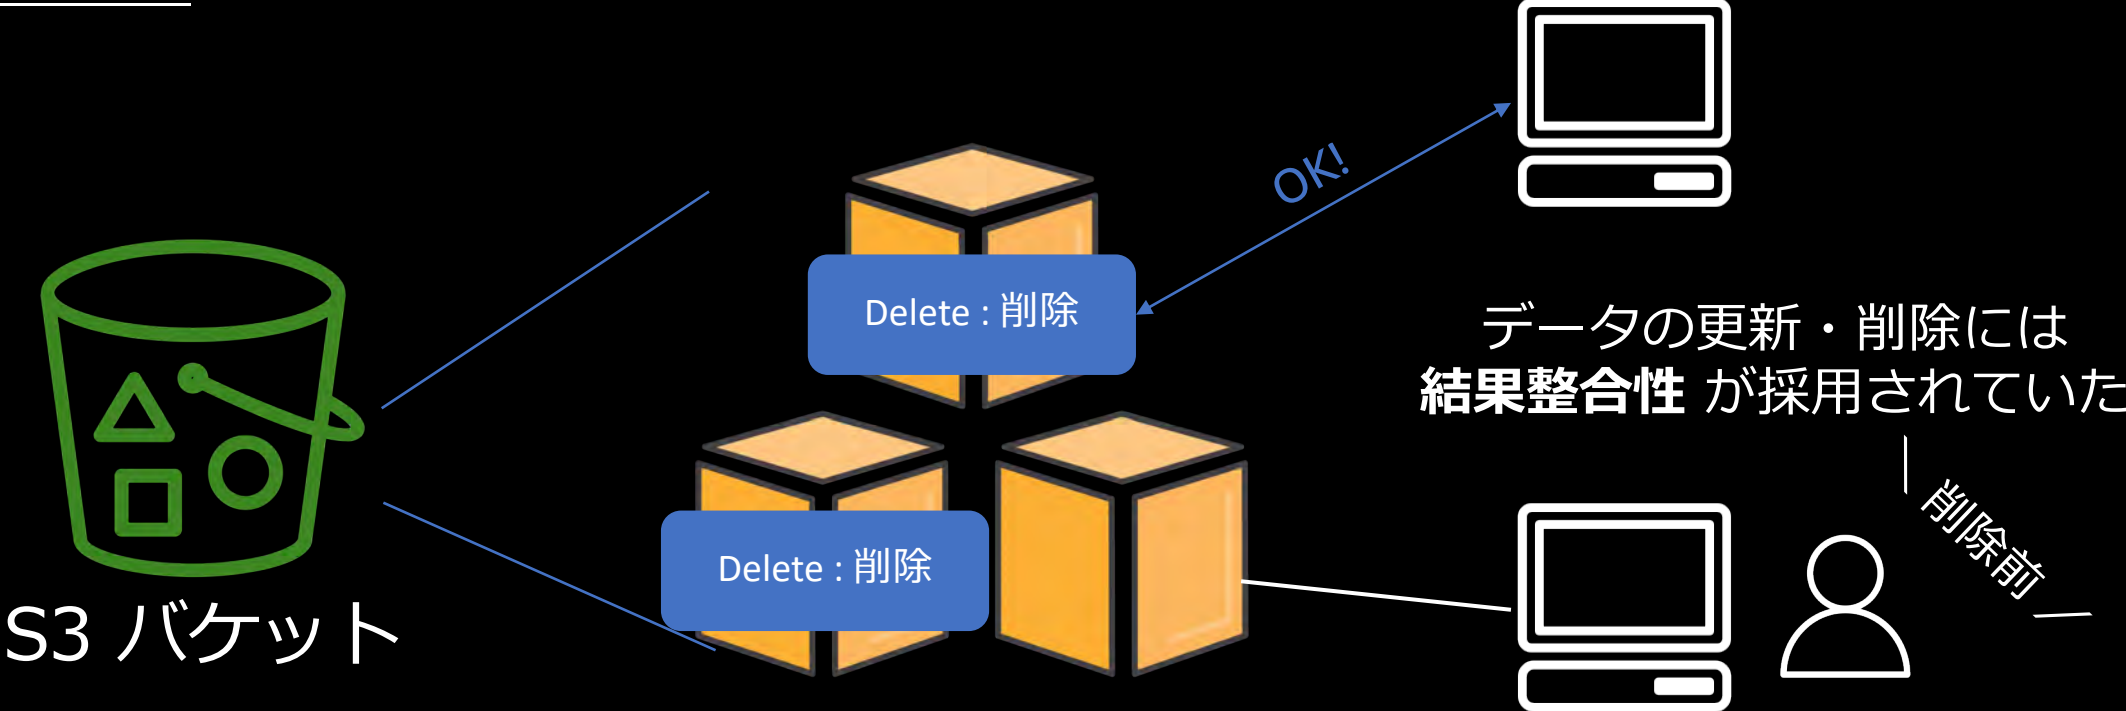 OK!
Delete : 削除
データの更新・削除には
結果整合性 が採用されていた
削除前
Delete : 削除
S3 バケット